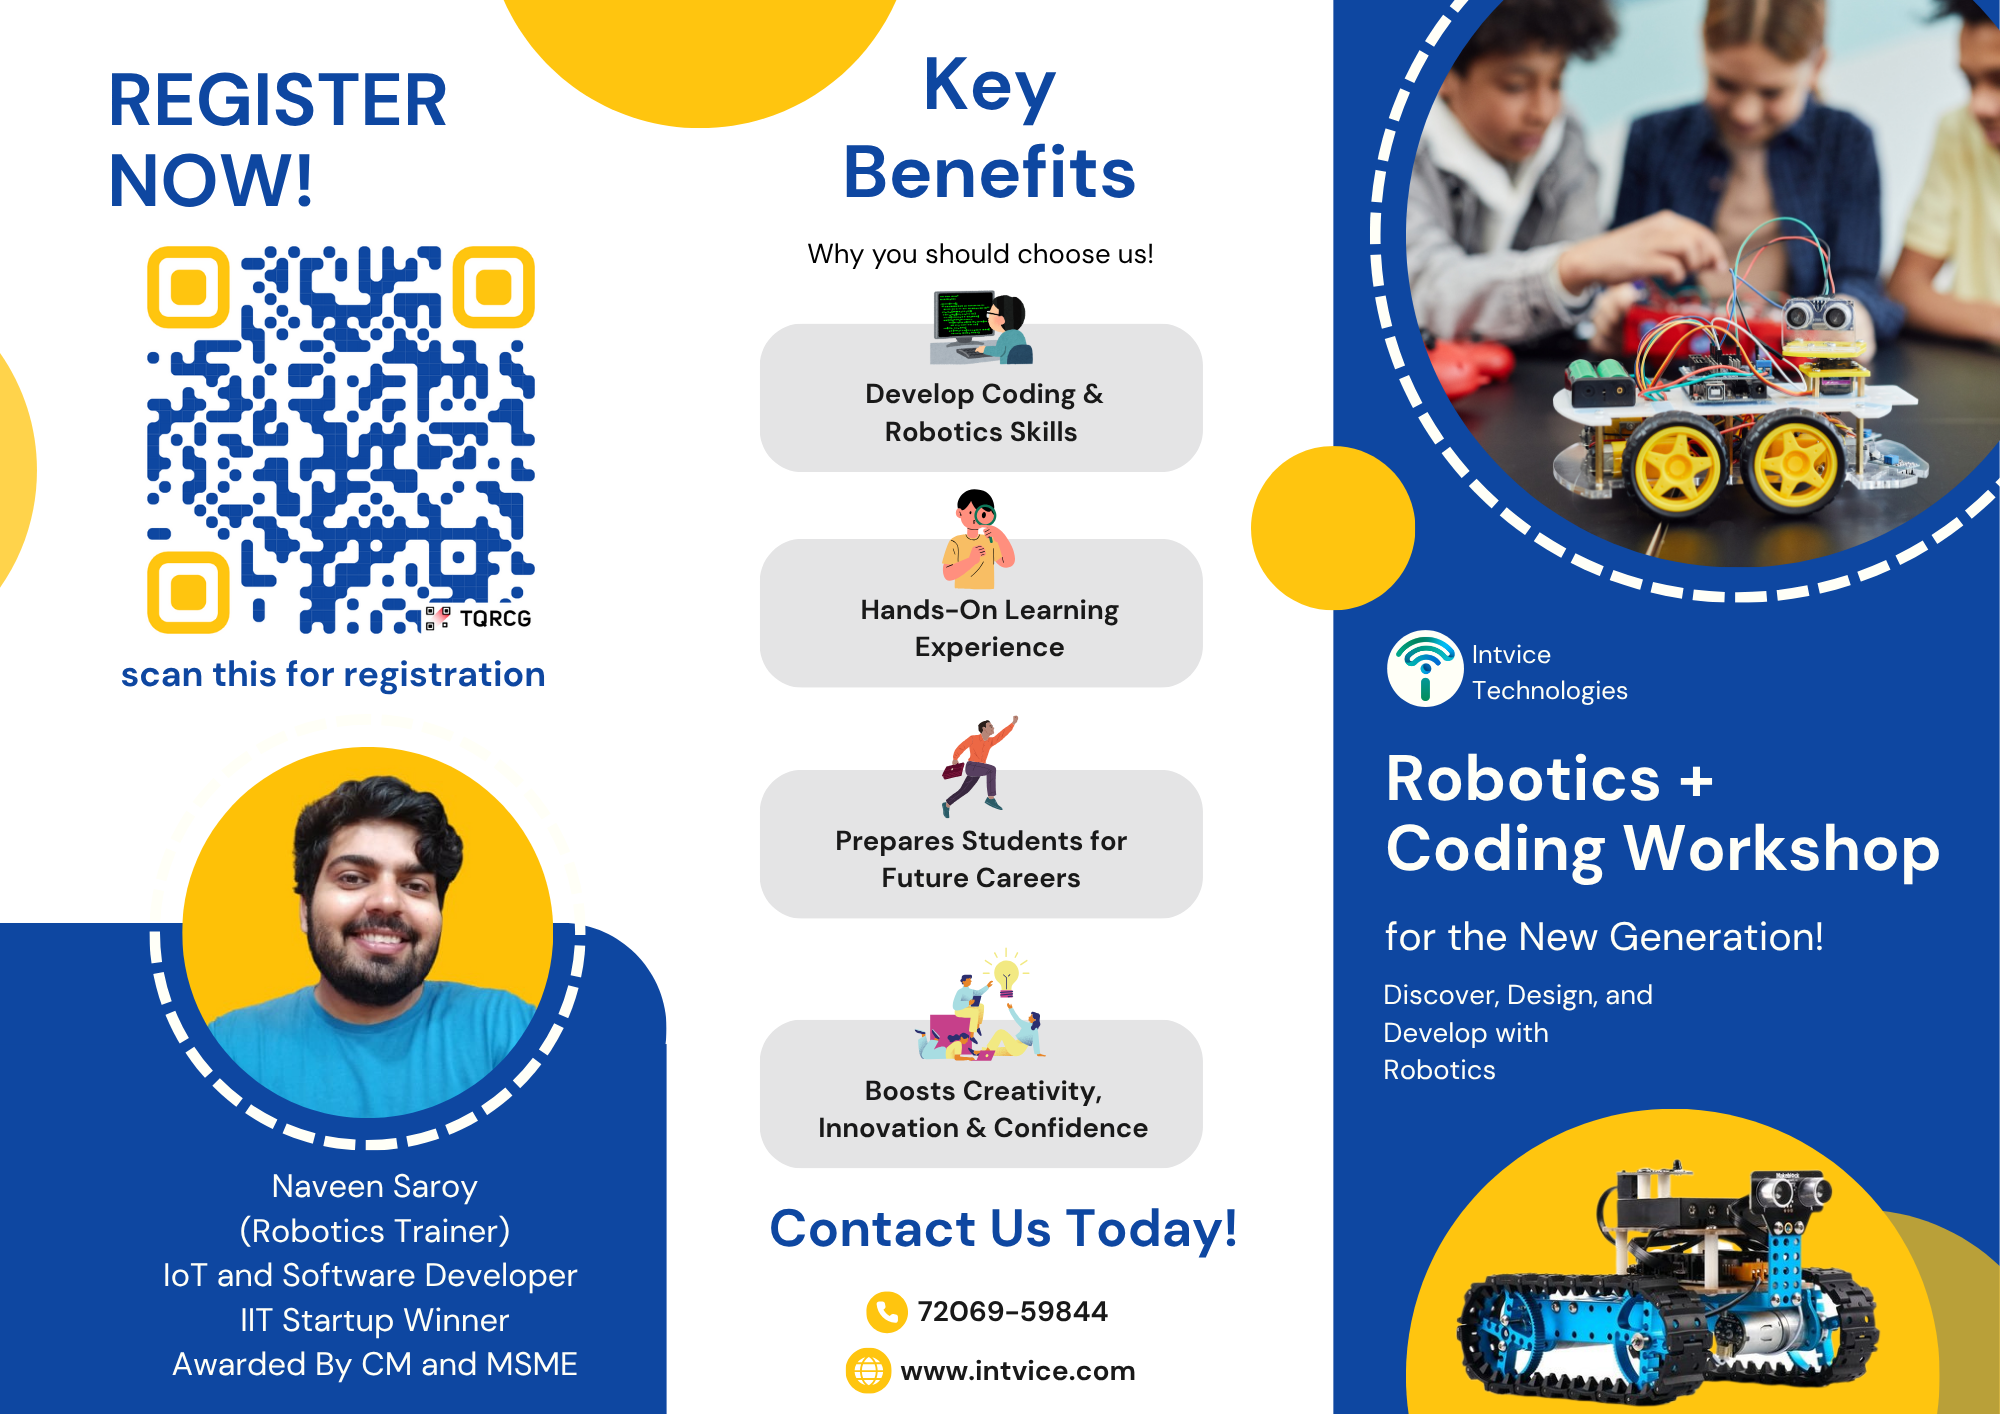 REGISTER
NOW!
TQRCG
scan this for registration
Naveen Saroy
(Robotics Trainer)
IoT and Software Developer
IIT Startup Winner
Awarded By CM and MSME
Key
Benefits
Why you should choose us!
Develop Coding &
Robotics Skills
Hands-On Learning
Experience
Prepares Students for
Future Careers
Boosts Creativity,
Innovation & Confidence
Contact Us Today!
72069-59844
www.intvice.com
Intvice
Technologies
Robotics +
Coding Workshop
for the New Generation!
Discover, Design, and
Develop with
Robotics